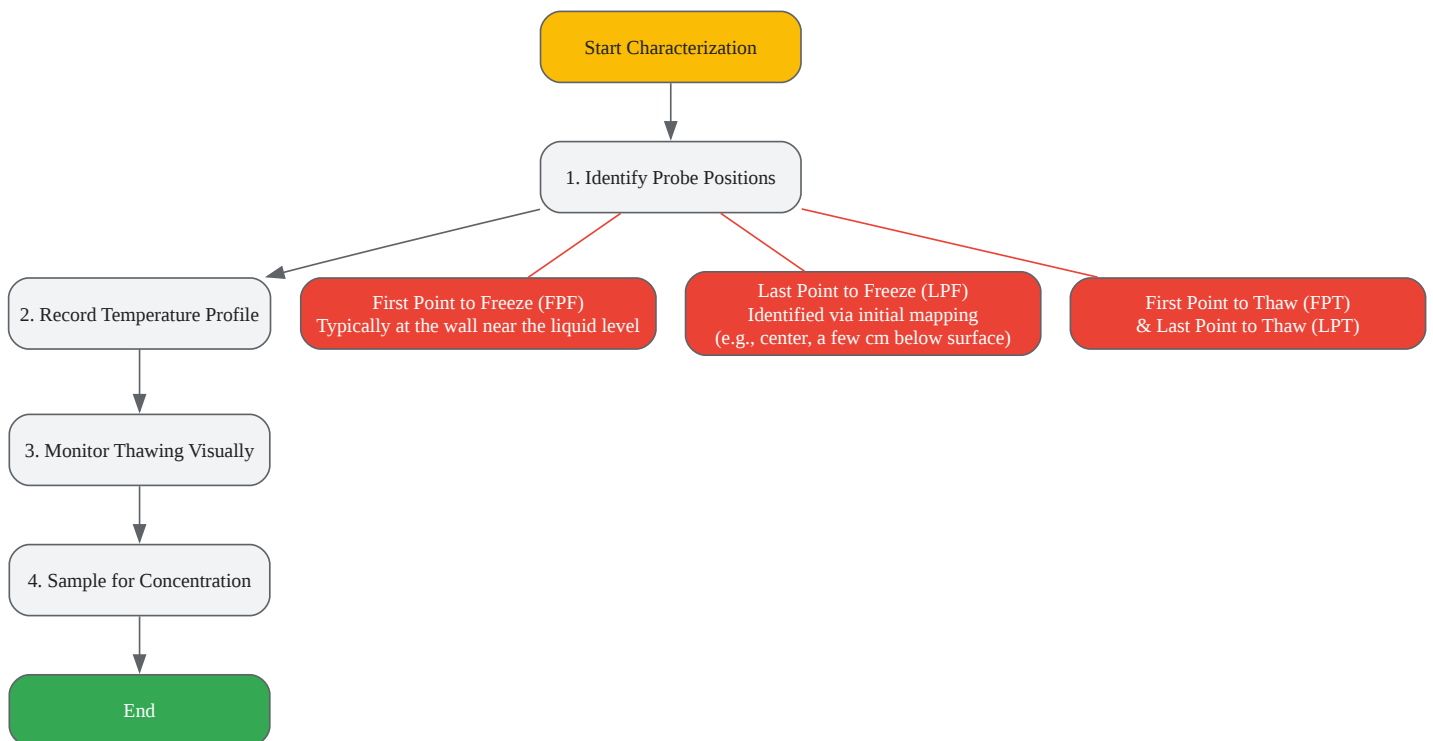 Start Characterization
1. Identify Probe Positions
2. Record Temperature Profile
First Point to Freeze (FPF)
Typically at the wall near the liquid level
Last Point to Freeze (LPF)
Identified via initial mapping
(e.g., center, a few cm below surface)
First Point to Thaw (FPT)
& Last Point to Thaw (LPT)
3. Monitor Thawing Visually
4. Sample for Concentration
End